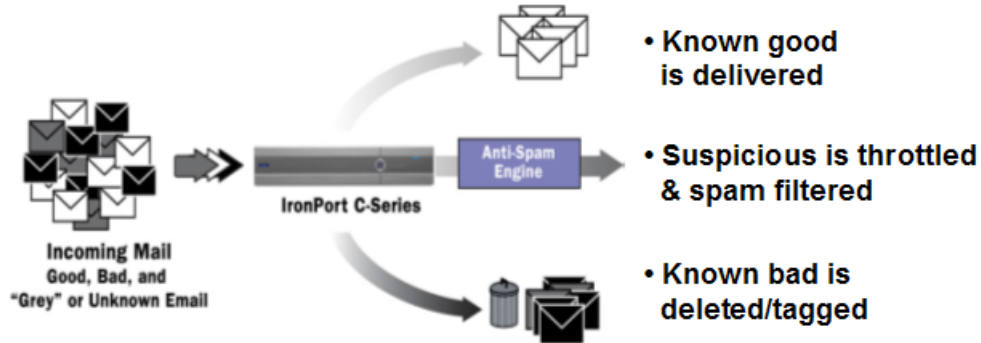 • Known good
is delivered
Anti-Spam
Engine
• Suspicious is throttled
& spam filtered
IronPort C-Series
Incoming Mail
Good, Bad, and
"Grey" or Unknown Email
• Known bad is
deleted/tagged